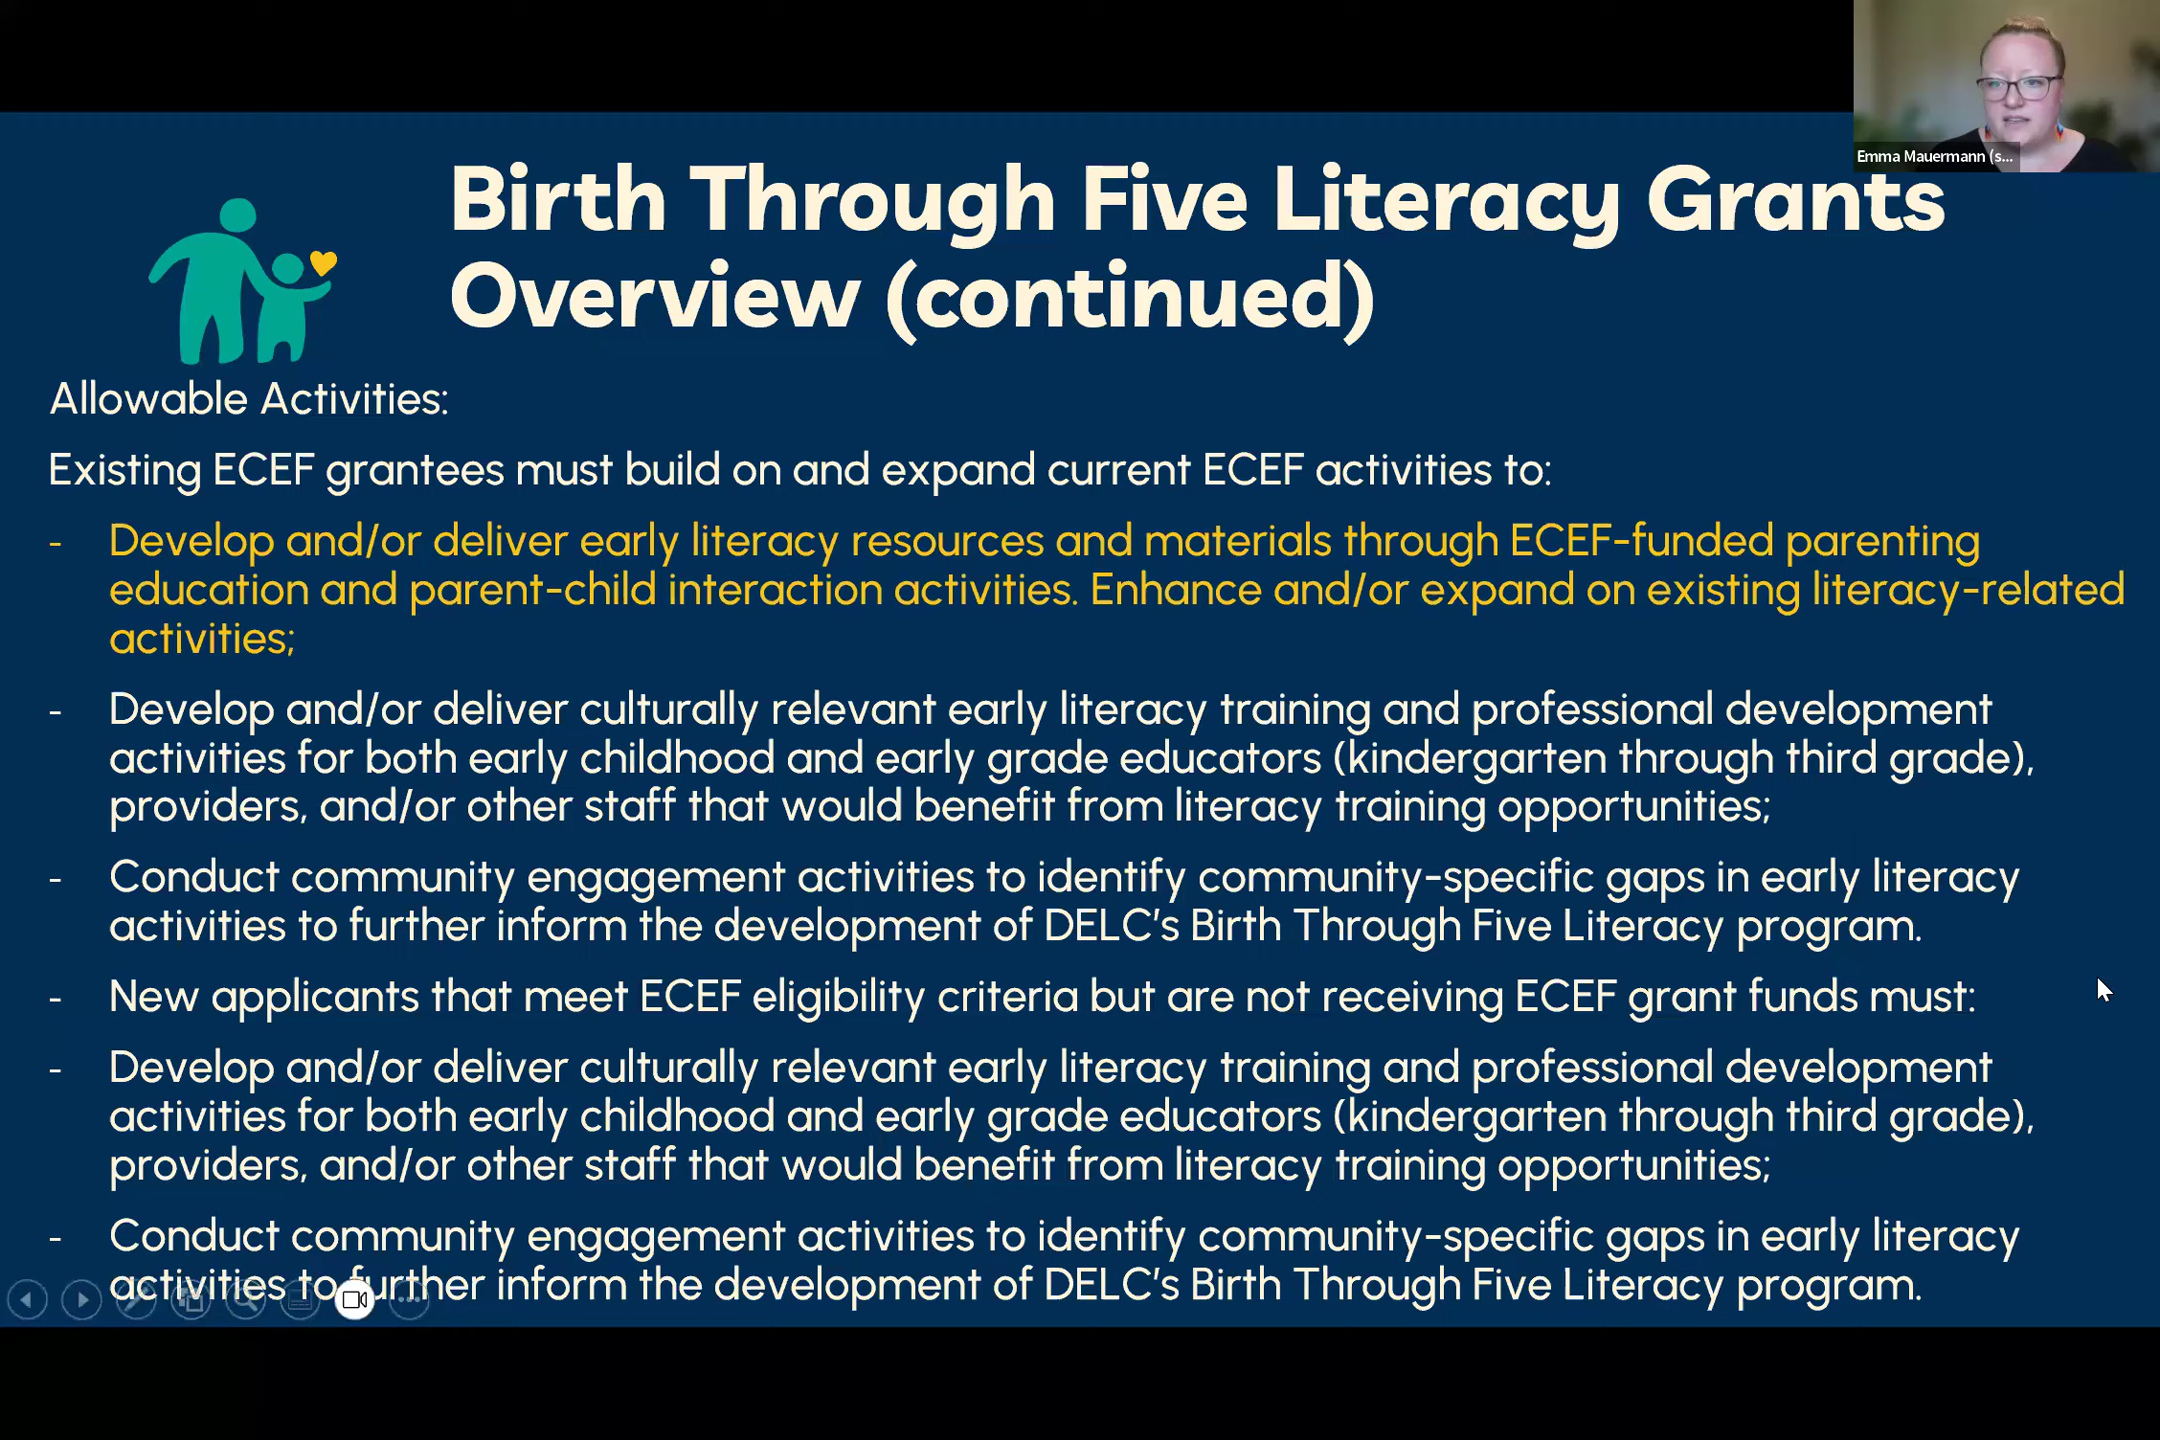 Emma Mauermann (s...
Birth Through Five Literacy Grants
Overview (continued)
Allowable Activities:
Existing ECEF grantees must build on and expand current ECEF activities to:
- Develop and/or deliver early literacy resources and materials through ECEF-funded parenting
education and parent-child interaction activities. Enhance and/or expand on existing literacy-related
activities;
- Develop and/or deliver culturally relevant early literacy training and professional development
activities for both early childhood and early grade educators (kindergarten through third grade),
providers, and/or other staff that would benefit from literacy training opportunities;
- Conduct community engagement activities to identify community-specific gaps in early literacy
activities to further inform the development of DELC's Birth Through Five Literacy program.
- New applicants that meet ECEF eligibility criteria but are not receiving ECEF grant funds must:
- Develop and/or deliver culturally relevant early literacy training and professional development
activities for both early childhood and early grade educators (kindergarten through third grade),
providers, and/or other staff that would benefit from literacy training opportunities;
- Conduct community engagement activities to identify community-specific gaps in early literacy
activities to further inform the development of DELC's Birth Through Five Literacy program.